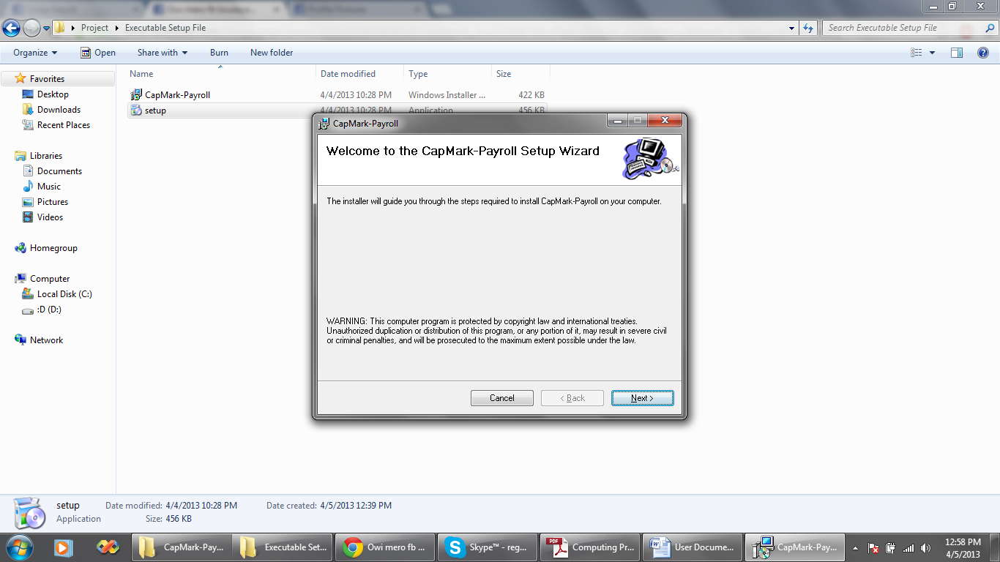 Project
Executable Setup File
Search Executable Setup File
Organize
Open
Share with
Burn
New folder
Favorites
Desktop
Downloads
Recent Places
Libraries
Documents
Music
Pictures
Videos
Homegroup
Computer
Local Disk (C:)
:D (D:)
Network
Name Date modified Type Size
CapMark-Payroll 4/4/2013 10:28 PM Windows Installer ... 422 KB
setup 4/4/2013 10:28 PM Application 456 KB
CapMark-Payroll
Welcome to the CapMark-Payroll Setup Wizard
The installer will guide you through the steps required to install CapMark-Payroll on your computer.
WARNING: This computer program is protected by copyright law and international treaties.
Unauthorized duplication or distribution of this program, or any portion of it, may result in severe civil
or criminal penalties, and will be prosecuted to the maximum extent possible under the law.
Cancel
< Back
Next >
setup Date modified: 4/4/2013 10:28 PM Date created: 4/5/2013 12:39 PM
Application Size: 456 KB
CapMark-Pay...
Executable Set...
Owi mero fb ...
Skype™ - reg...
PDF
Computing Pr...
User Docume...
CapMark-Pay...
12:58 PM
4/5/2013